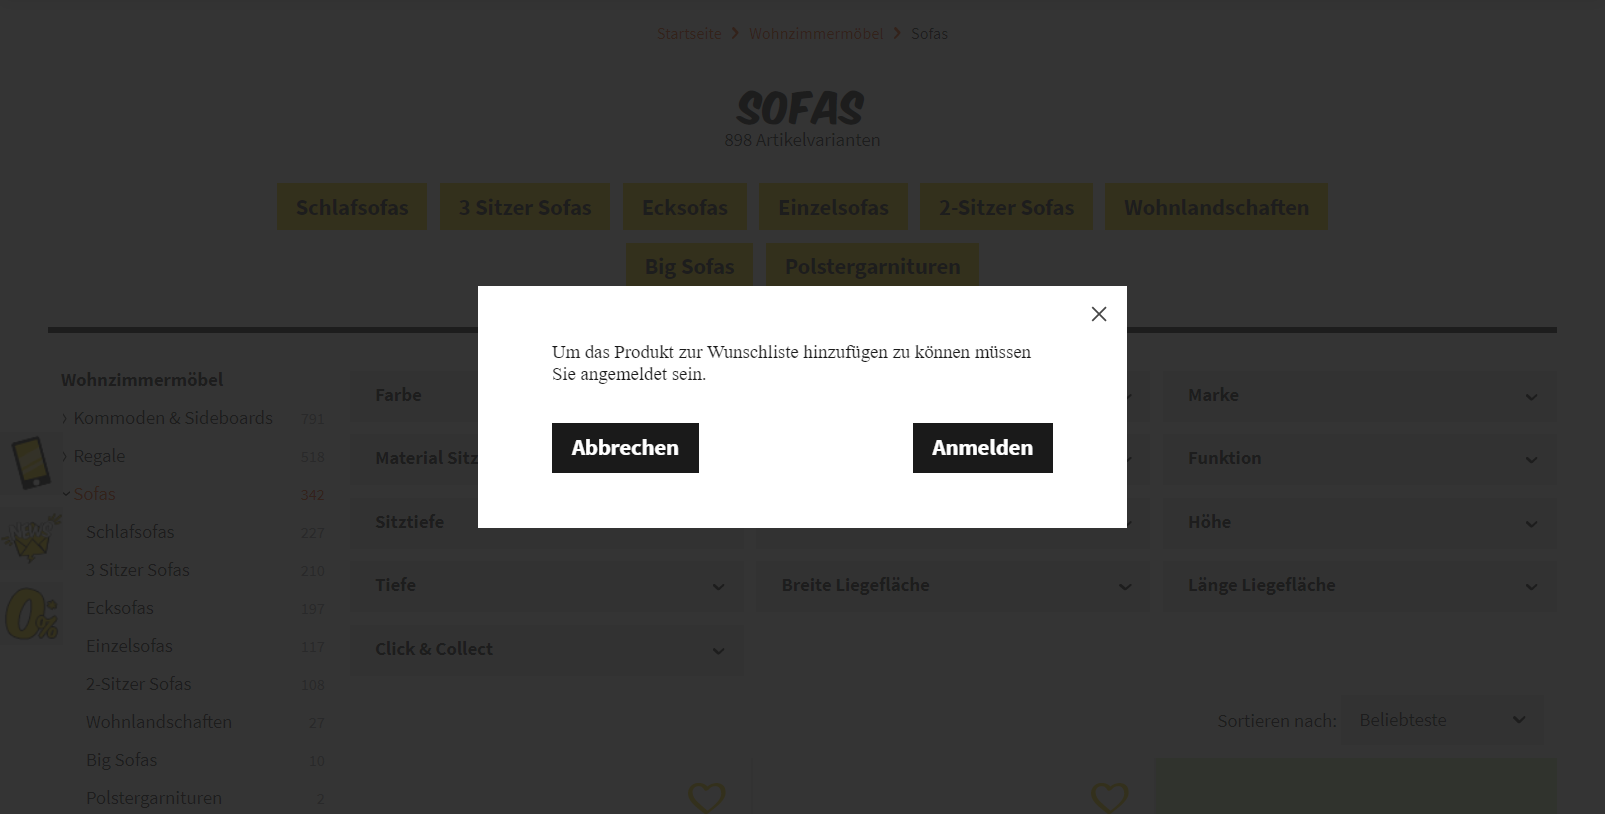 Startseite > Wohnzimmermöbel > Sofas
SOFAS
898 Artikelvarianten
Schlafsofas 3 Sitzer Sofas Ecksofas Einzelsofas 2-Sitzer Sofas Wohnlandschaften
Big Sofas Polstergarnituren
Um das Produkt zur Wunschliste hinzufügen zu können müssen
Sie angemeldet sein.
Abbrechen Anmelden
Wohnzimmermöbel
Kommoden & Sideboards 791
Regale 518
Sofas 342
Schlafsofas 227
3 Sitzer Sofas 210
Ecksofas 197
Einzelsofas 117
2-Sitzer Sofas 108
Wohnlandschaften 27
Big Sofas 10
Polstergarnituren 2
NEWS
0%
Farbe Marke
Material Sitz Funktion
Sitztiefe Höhe
Tiefe Breite Liegefläche Länge Liegefläche
Click & Collect
Sortieren nach: Beliebteste